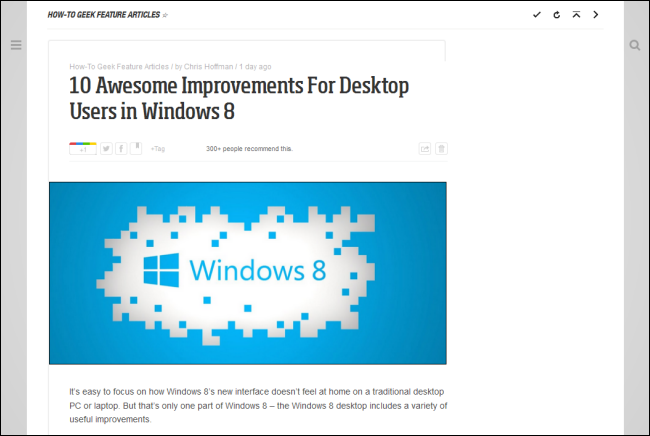 HOW-TO GEEK FEATURE ARTICLES
How-To Geek Feature Articles / by Chris Hoffman / 1 day ago
10 Awesome Improvements For Desktop
Users in Windows 8
+1 +Tag 300+ people recommend this.
Windows 8
It's easy to focus on how Windows 8's new interface doesn't feel at home on a traditional desktop
PC or laptop. But that's only one part of Windows 8 – the Windows 8 desktop includes a variety of
useful improvements.